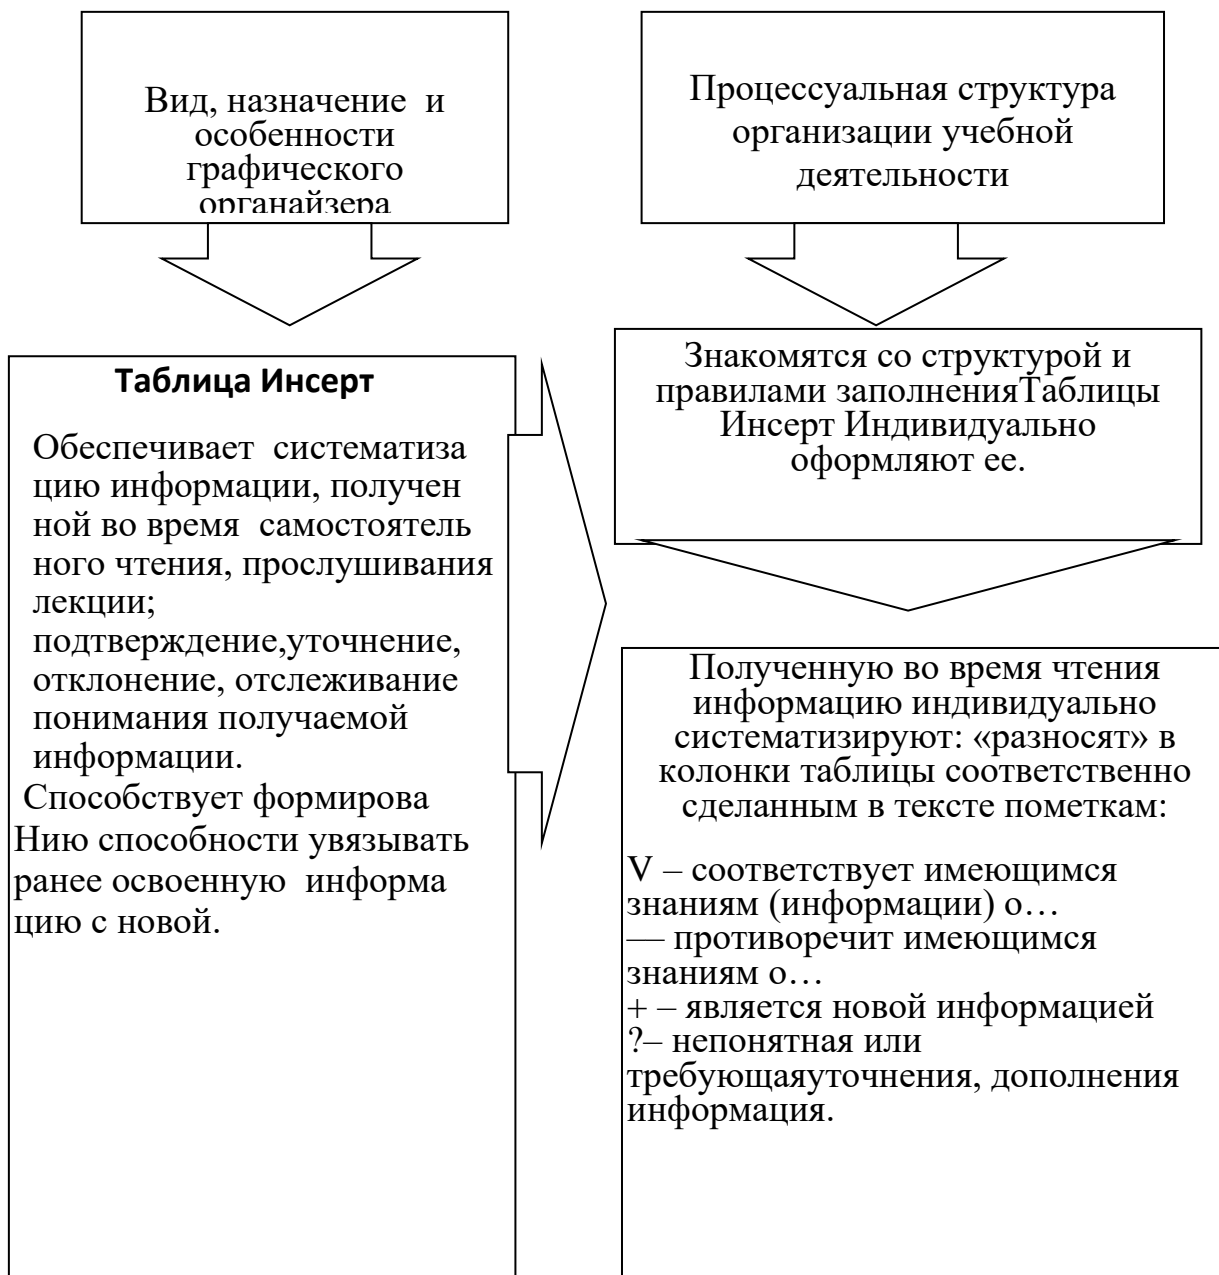 Вид, назначение и
особенности
графического
органайзера
Процессуальная структура
организации учебной
деятельности
Таблица Инсерт
Обеспечивает систематиза
цию информации, получен
ной во время самостоятель
ного чтения, прослушивания
лекции;
подтверждение,уточнение,
отклонение, отслеживание
понимания получаемой
информации.
Способствует формирова
Нию способности увязывать
ранее освоенную информа
цию с новой.
Знакомятся со структурой и
правилами заполненияТаблицы
Инсерт Индивидуально
оформляют ее.
Полученную во время чтения
информацию индивидуально
систематизируют: «разносят» в
колонки таблицы соответственно
сделанным в тексте пометкам:
V – соответствует имеющимся
знаниям (информации) о…
— противоречит имеющимся
знаниям о…
+ – является новой информацией
?– непонятная или
требующаяуточнения, дополнения
информация.